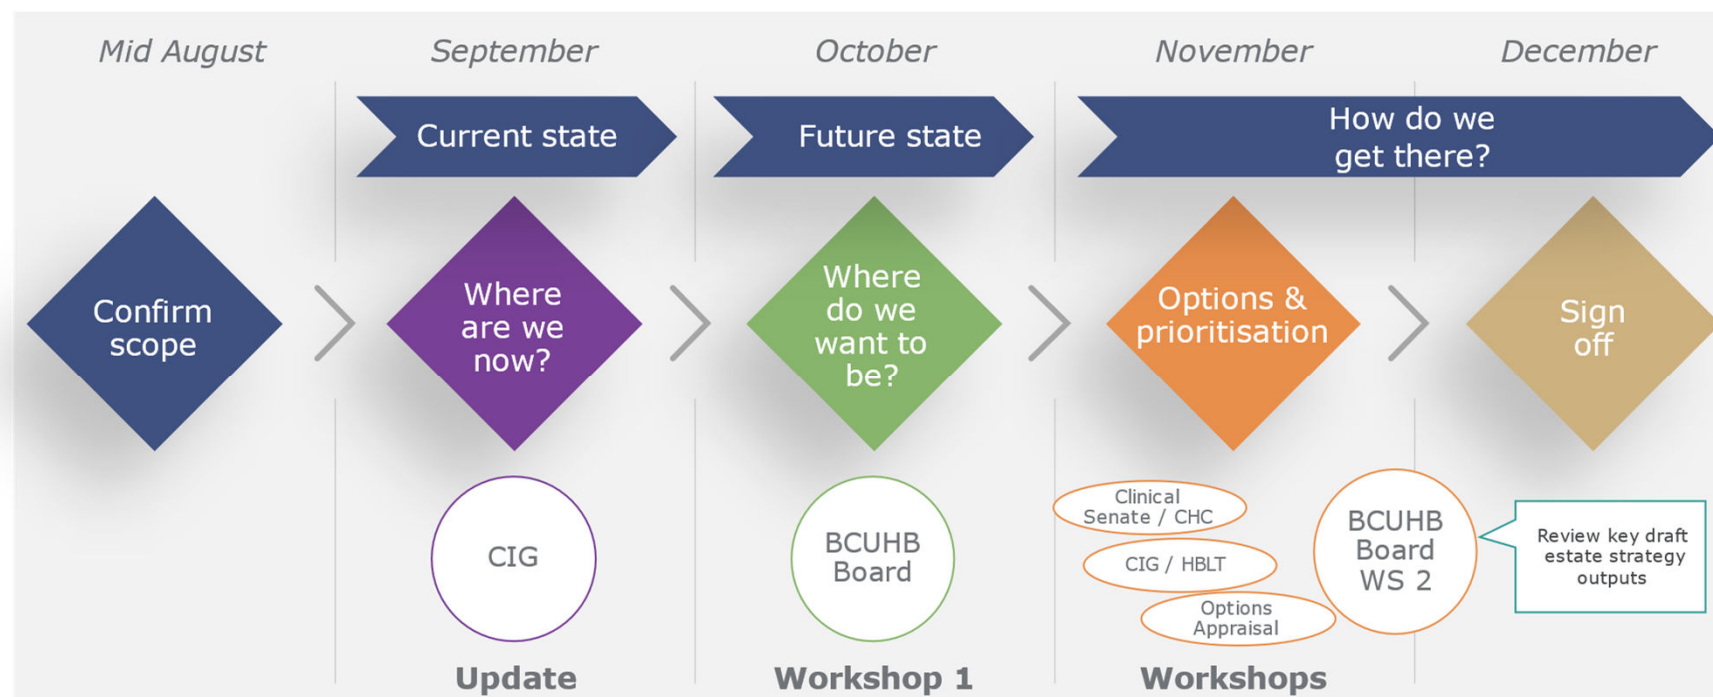 Mid August
September
October
November
December
Current state
Future state
How do we
get there?
Confirm
scope
Where
are we
now?
Where
do we
want to
be?
Options &
prioritisation
Sign
off
CIG
BCUHB
Board
Clinical
Senate / CHC
CIG / HBLT
Options
Appraisal
BCUHB
Board
WS 2
Review key draft
estate strategy
outputs
Update
Workshop 1
Workshops